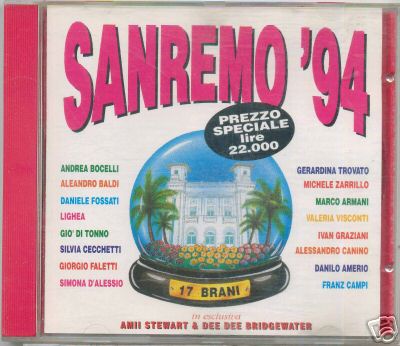 SANREMO '94
PREZZO
SPECIALE
lire
22.000
ANDREA BOCELLI
ALEANDRO BALDI
DANIELE FOSSATI
LIGHEA
GIO' DI TONNO
SILVIA CECCHETTI
GIORGIO FALETTI
SIMONA D'ALESSIO
GERARDINA TROVATO
MICHELE ZARRILLO
MARCO ARMANI
VALERIA VISCONTI
IVAN GRAZIANI
ALESSANDRO CANINO
DANILO AMERIO
FRANZ CAMPI
17 BRANI
in esclusiva
AMII STEWART & DEE DEE BRIDGEWATER